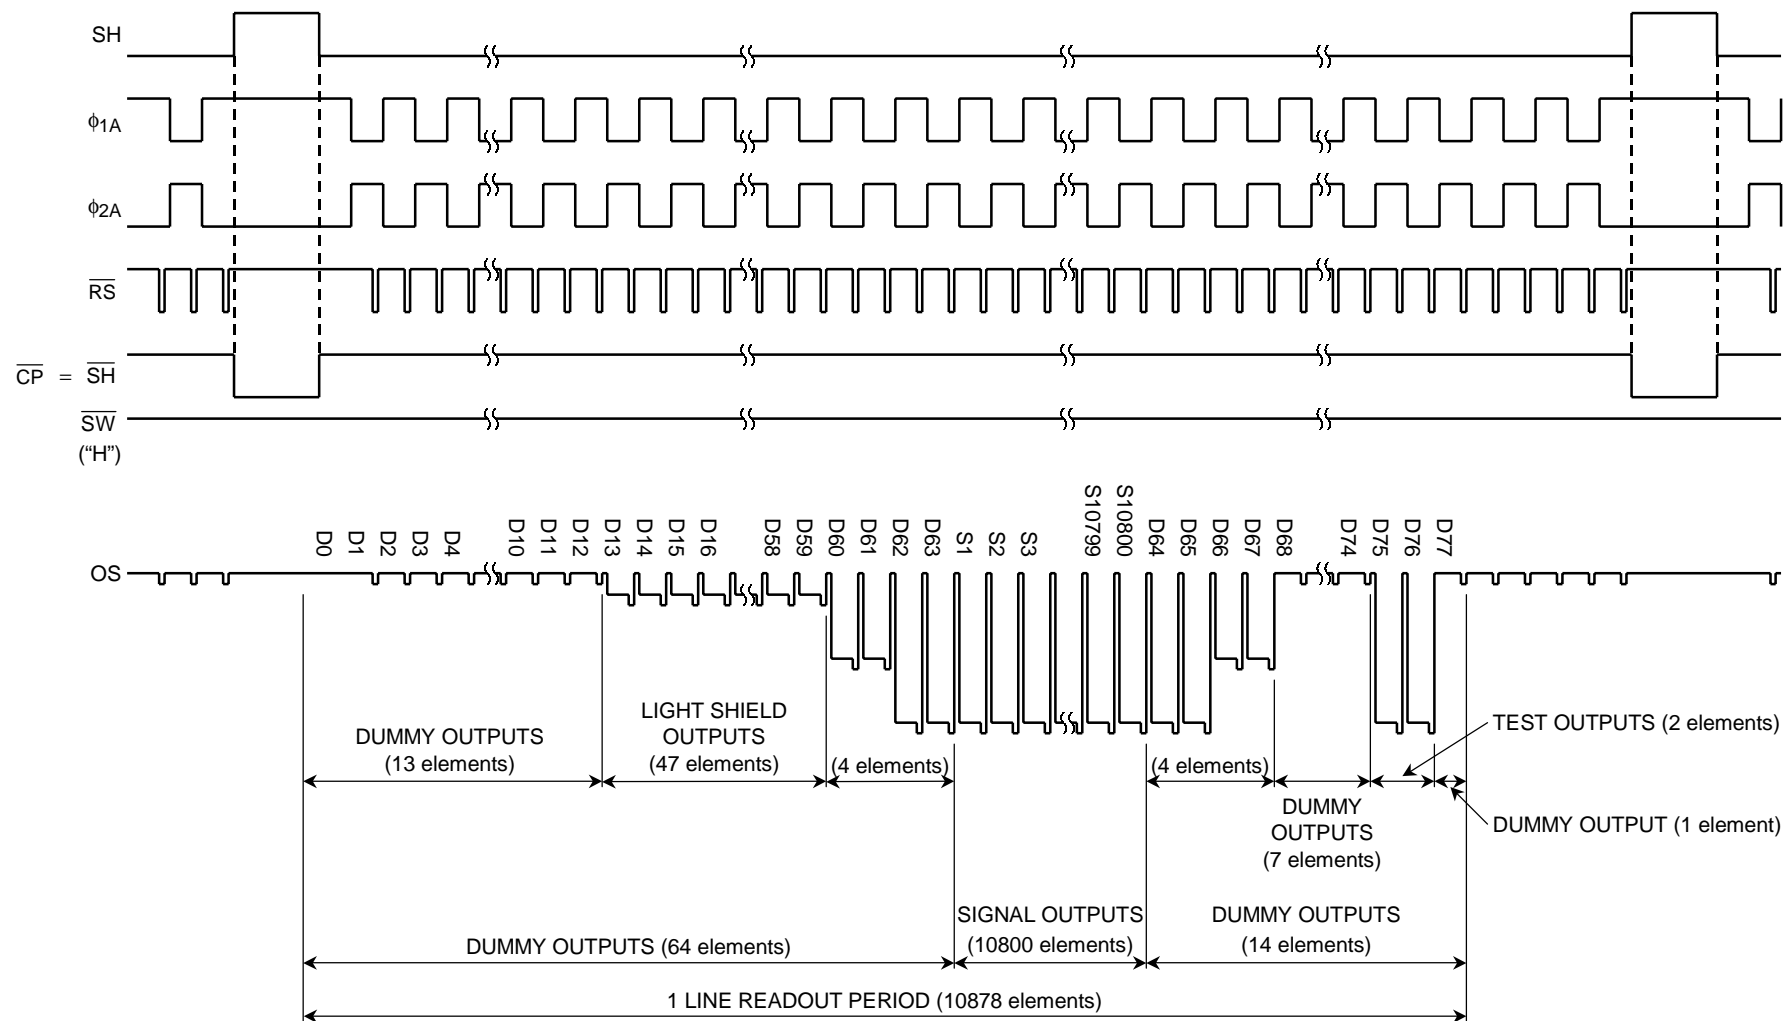 SH
ϕ1A
ϕ2A
RS
CP = SH
SW
("H")
OS
D0
D1
D2
D3
D4
D10
D11
D12
D13
D14
D15
D16
D58
D59
D60
D61
D62
D63
S1
S2
S3
S10799
S10800
D64
D65
D66
D67
D68
D74
D75
D76
D77
DUMMY OUTPUTS
(13 elements)
LIGHT SHIELD
OUTPUTS
(47 elements)
(4 elements)
(4 elements)
DUMMY
OUTPUTS
(7 elements)
TEST OUTPUTS (2 elements)
DUMMY OUTPUT (1 element)
DUMMY OUTPUTS (64 elements)
SIGNAL OUTPUTS
(10800 elements)
DUMMY OUTPUTS
(14 elements)
1 LINE READOUT PERIOD (10878 elements)